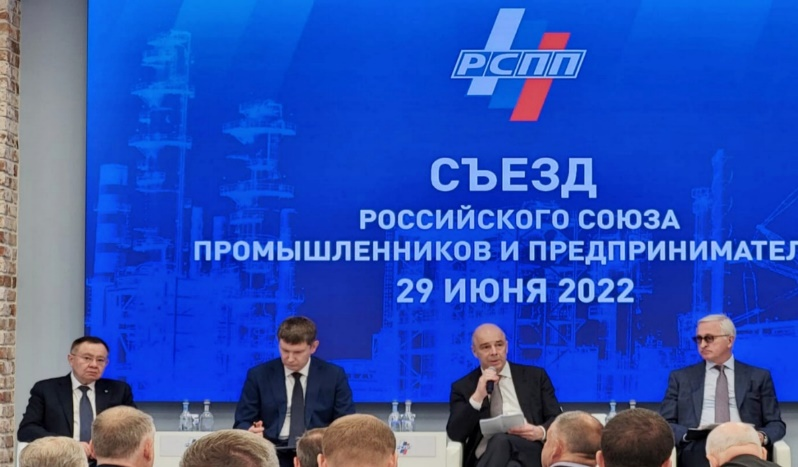 РСПП
СЪЕЗД
РОССИЙСКОГО СОЮЗА
ПРОМЫШЛЕННИКОВ И ПРЕДПРИНИМАТЕЛ
29 ИЮНЯ 2022